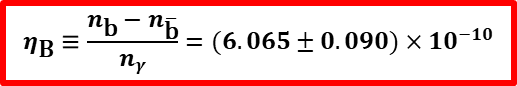 η_B ≡ (n_b − n_b̄) / n_γ = (6.065 ± 0.090) × 10⁻¹⁰